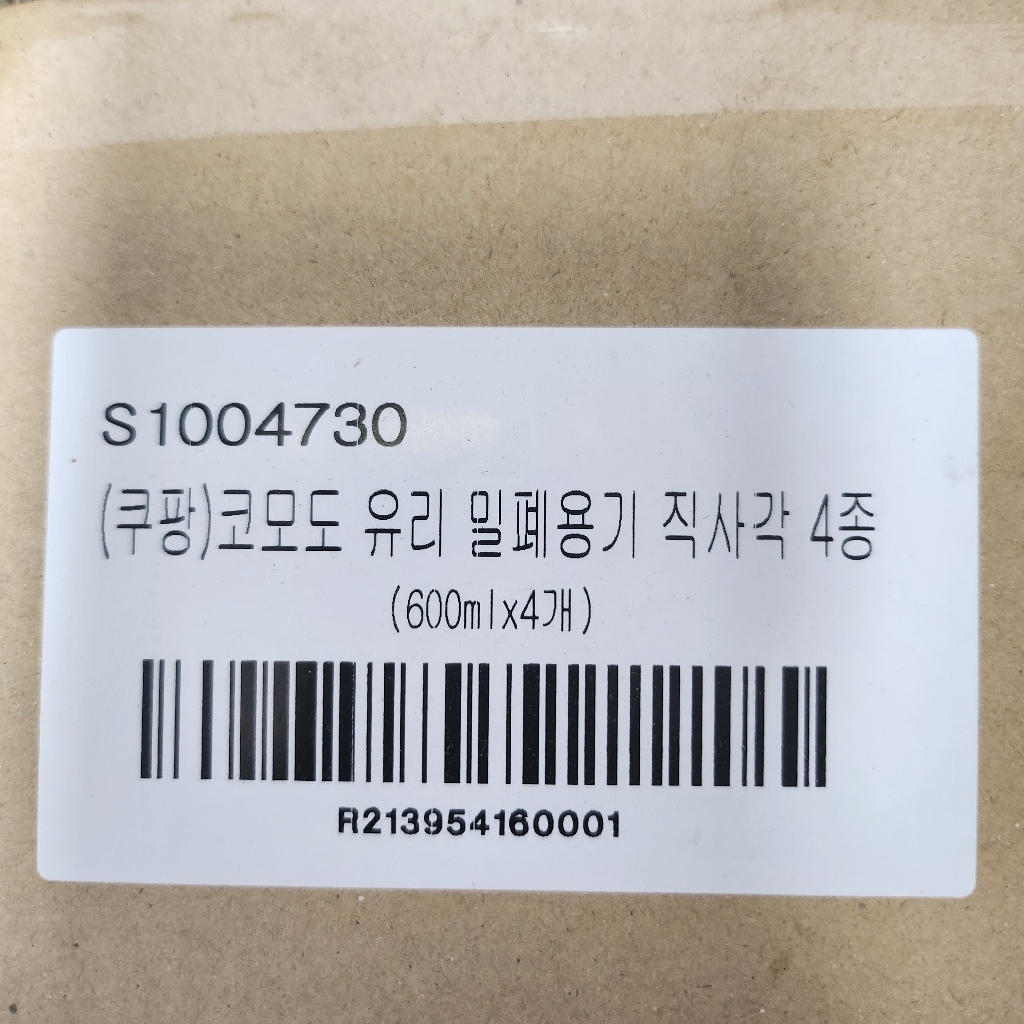 S1004730
(쿠팡)코모도 유리 밀폐용기 직사각 4종
(600mlx4개)
R213954160001